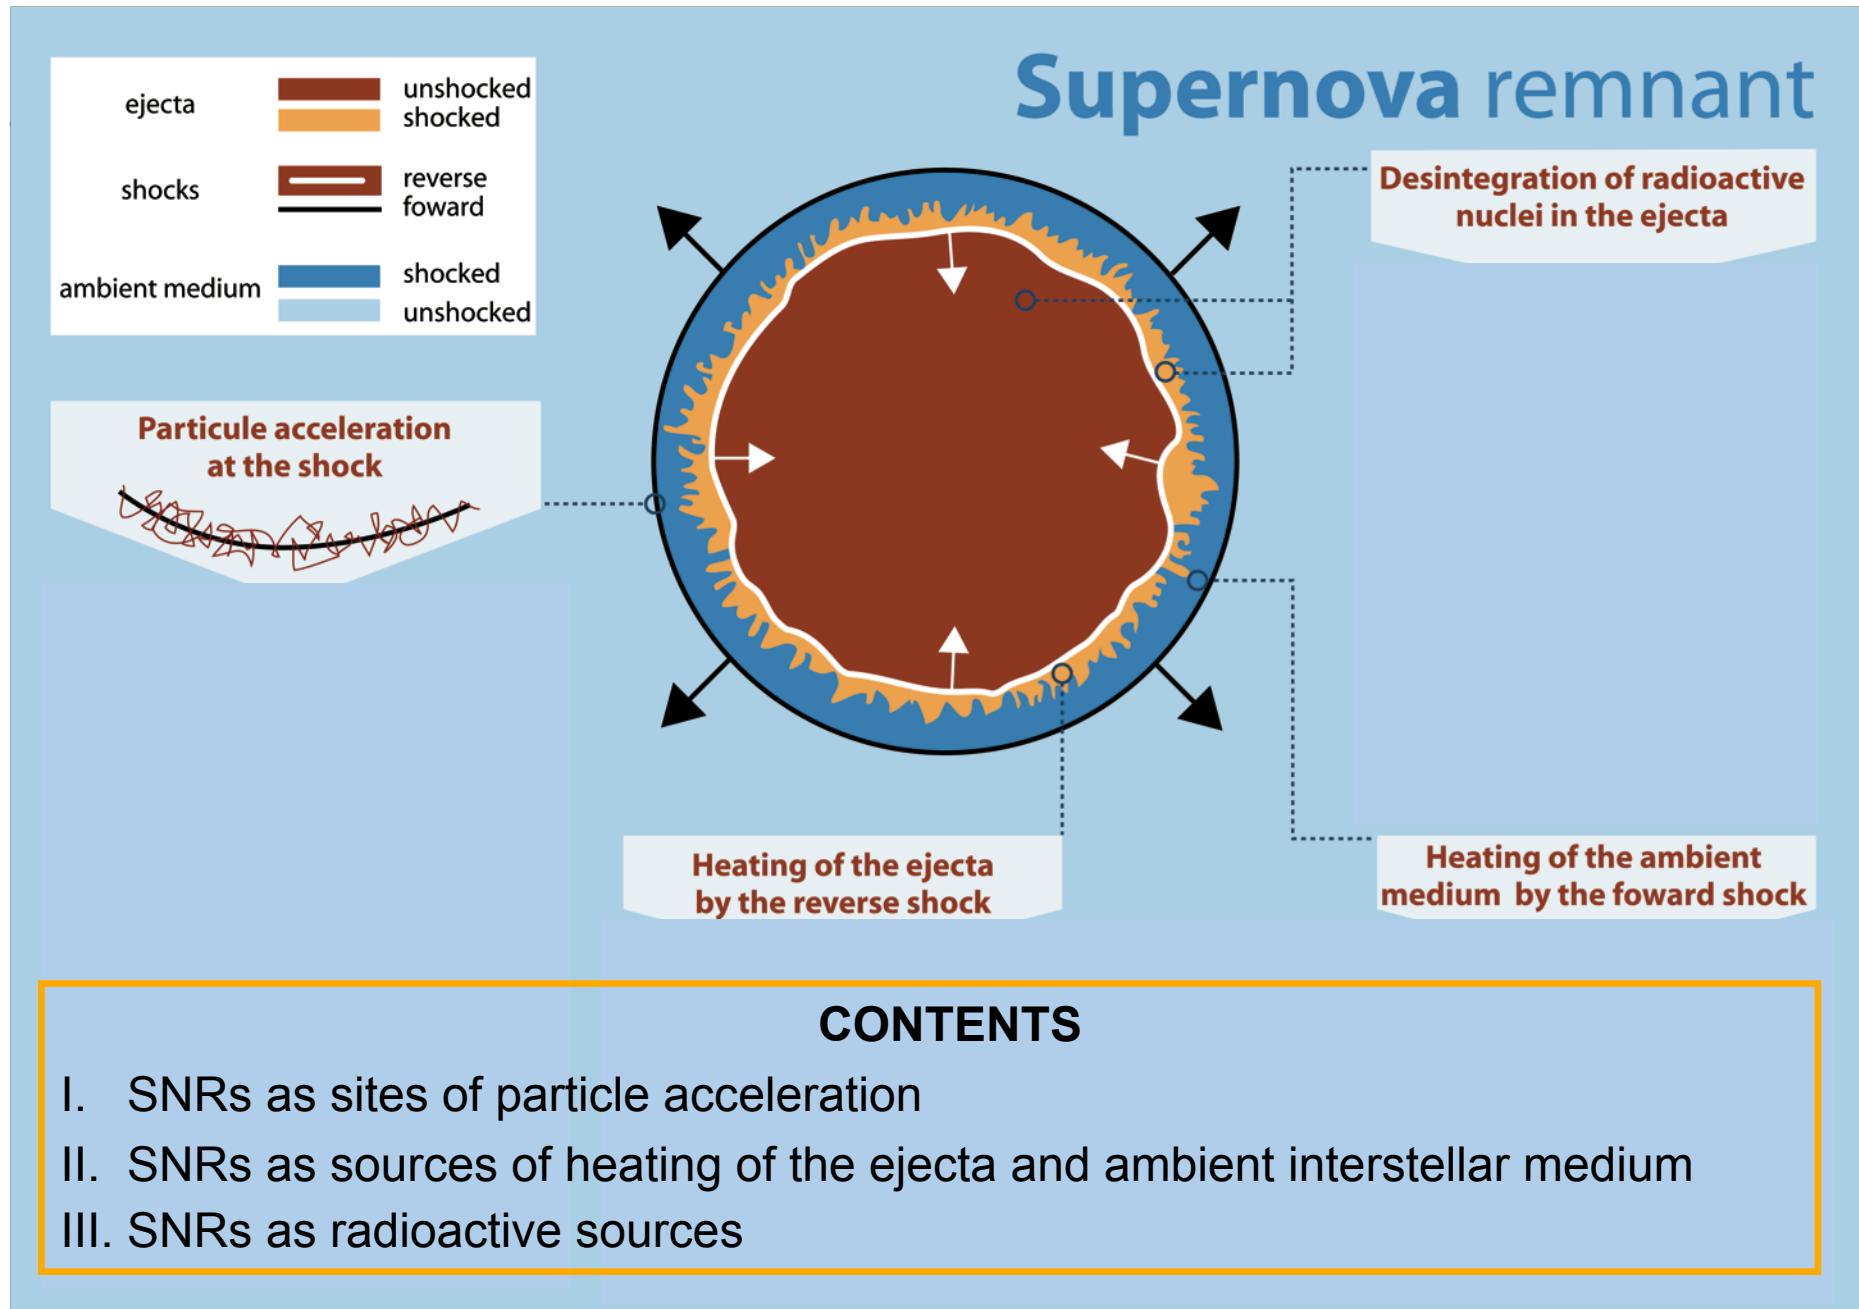 Supernova remnant
ejecta
unshocked
shocked
shocks
reverse
foward
ambient medium
shocked
unshocked
Desintegration of radioactive
nuclei in the ejecta
Particule acceleration
at the shock
Heating of the ejecta
by the reverse shock
Heating of the ambient
medium by the foward shock
CONTENTS
I. SNRs as sites of particle acceleration
II. SNRs as sources of heating of the ejecta and ambient interstellar medium
III. SNRs as radioactive sources